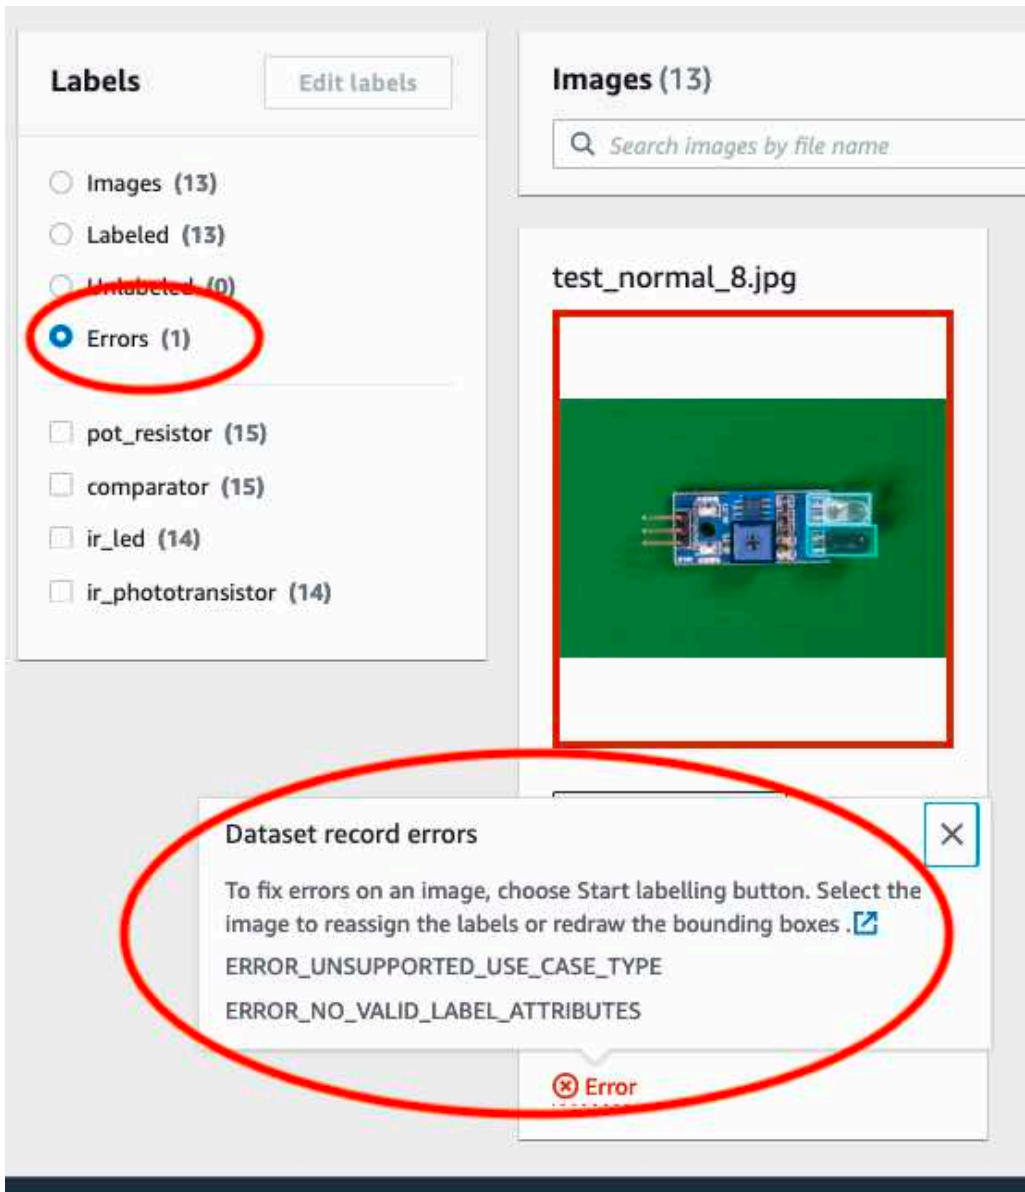 Labels
Edit labels
Images (13)
Labeled (13)
Unlabeled (0)
Errors (1)
pot_resistor (15)
comparator (15)
ir_led (14)
ir_phototransistor (14)
Images (13)
Search images by file name
test_normal_8.jpg
Dataset record errors
To fix errors on an image, choose Start labelling button. Select the
image to reassign the labels or redraw the bounding boxes .
ERROR_UNSUPPORTED_USE_CASE_TYPE
ERROR_NO_VALID_LABEL_ATTRIBUTES
Error